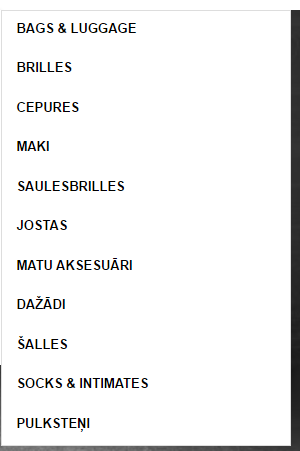 BAGS & LUGGAGE
BRILLES
CEPURES
MAKI
SAULESBRILLES
JOSTAS
MATU AKSESUĀRI
DAŽĀDI
ŠALLES
SOCKS & INTIMATES
PULKSTEŅI